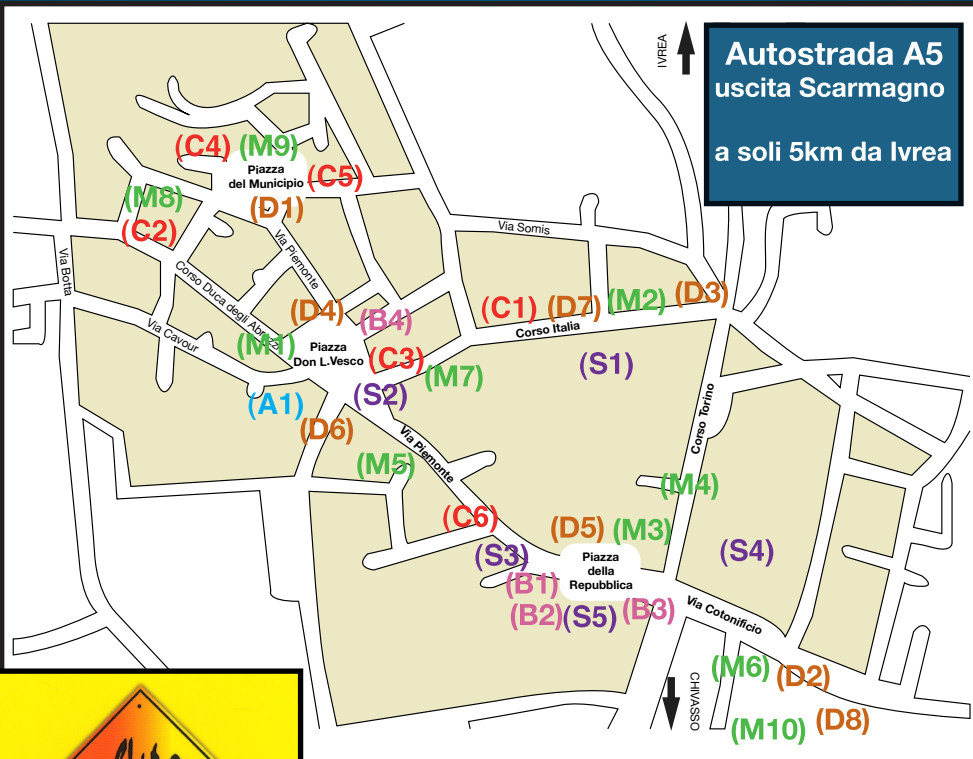 IVREA
Autostrada A5
uscita Scarmagno
a soli 5km da Ivrea
(C4) (M9)
Piazza
del Municipio
(C5)
(M8)
(D1)
(C2)
Via Somis
Via Piemonte
Via Botta
Corso Duca degli Abruzzi
(D4)
(B4)
(C1) (D7) (M2) (D3)
Corso Italia
Via Cavour
(M1)
Piazza
Don L.Vesco
(C3)
(M7)
(S1)
(A1)
(S2)
(D6)
Corso Torino
Via Piemonte
(M5)
(M4)
(C6)
(D5) (M3)
(S3)
(S4)
Piazza
della
Repubblica
(B1)
(B2) (S5) (B3)
Via Cotonificio
(M6) (D2)
CHIVASSO
(M10) (D8)